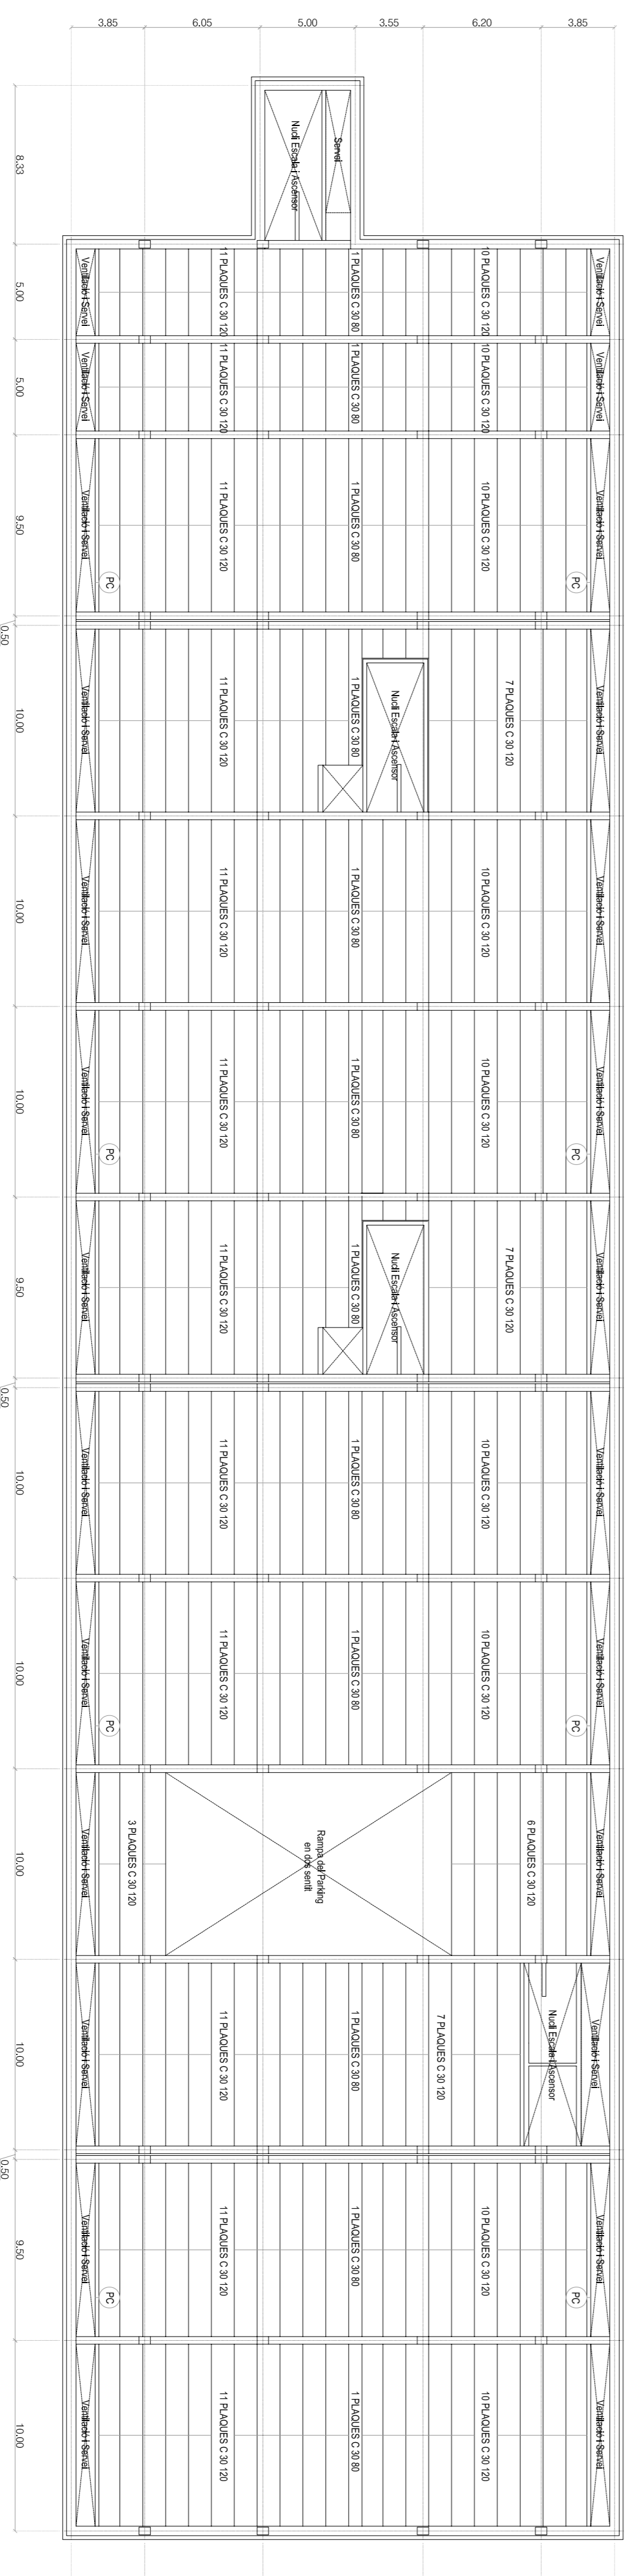 3.85
6.05
5.00
3.55
6.20
3.85
8.33
Nucli Escala i Ascensor
Servei
5.00
Ventilació i Servei
11 PLAQUES C 30 120
1 PLAQUES C 30 80
10 PLAQUES C 30 120
Ventilació i Servei
5.00
Ventilació i Servei
11 PLAQUES C 30 120
1 PLAQUES C 30 80
10 PLAQUES C 30 120
Ventilació i Servei
9.50
Ventilació i Servei
11 PLAQUES C 30 120
1 PLAQUES C 30 80
10 PLAQUES C 30 120
Ventilació i Servei
PC
PC
0.50
10.00
Ventilació i Servei
11 PLAQUES C 30 120
1 PLAQUES C 30 80
Nucli Escala i Ascensor
7 PLAQUES C 30 120
Ventilació i Servei
10.00
Ventilació i Servei
11 PLAQUES C 30 120
1 PLAQUES C 30 80
10 PLAQUES C 30 120
Ventilació i Servei
10.00
Ventilació i Servei
11 PLAQUES C 30 120
1 PLAQUES C 30 80
10 PLAQUES C 30 120
Ventilació i Servei
PC
PC
9.50
Ventilació i Servei
11 PLAQUES C 30 120
1 PLAQUES C 30 80
Nucli Escala i Ascensor
7 PLAQUES C 30 120
Ventilació i Servei
0.50
10.00
Ventilació i Servei
11 PLAQUES C 30 120
1 PLAQUES C 30 80
10 PLAQUES C 30 120
Ventilació i Servei
10.00
Ventilació i Servei
11 PLAQUES C 30 120
1 PLAQUES C 30 80
10 PLAQUES C 30 120
Ventilació i Servei
PC
PC
10.00
Ventilació i Servei
3 PLAQUES C 30 120
Rampa del Parking
en dos sentit
6 PLAQUES C 30 120
Ventilació i Servei
10.00
Ventilació i Servei
11 PLAQUES C 30 120
1 PLAQUES C 30 80
7 PLAQUES C 30 120
Nucli Escala i Ascensor
Ventilació i Servei
0.50
9.50
Ventilació i Servei
11 PLAQUES C 30 120
1 PLAQUES C 30 80
10 PLAQUES C 30 120
Ventilació i Servei
PC
PC
10.00
Ventilació i Servei
11 PLAQUES C 30 120
1 PLAQUES C 30 80
10 PLAQUES C 30 120
Ventilació i Servei